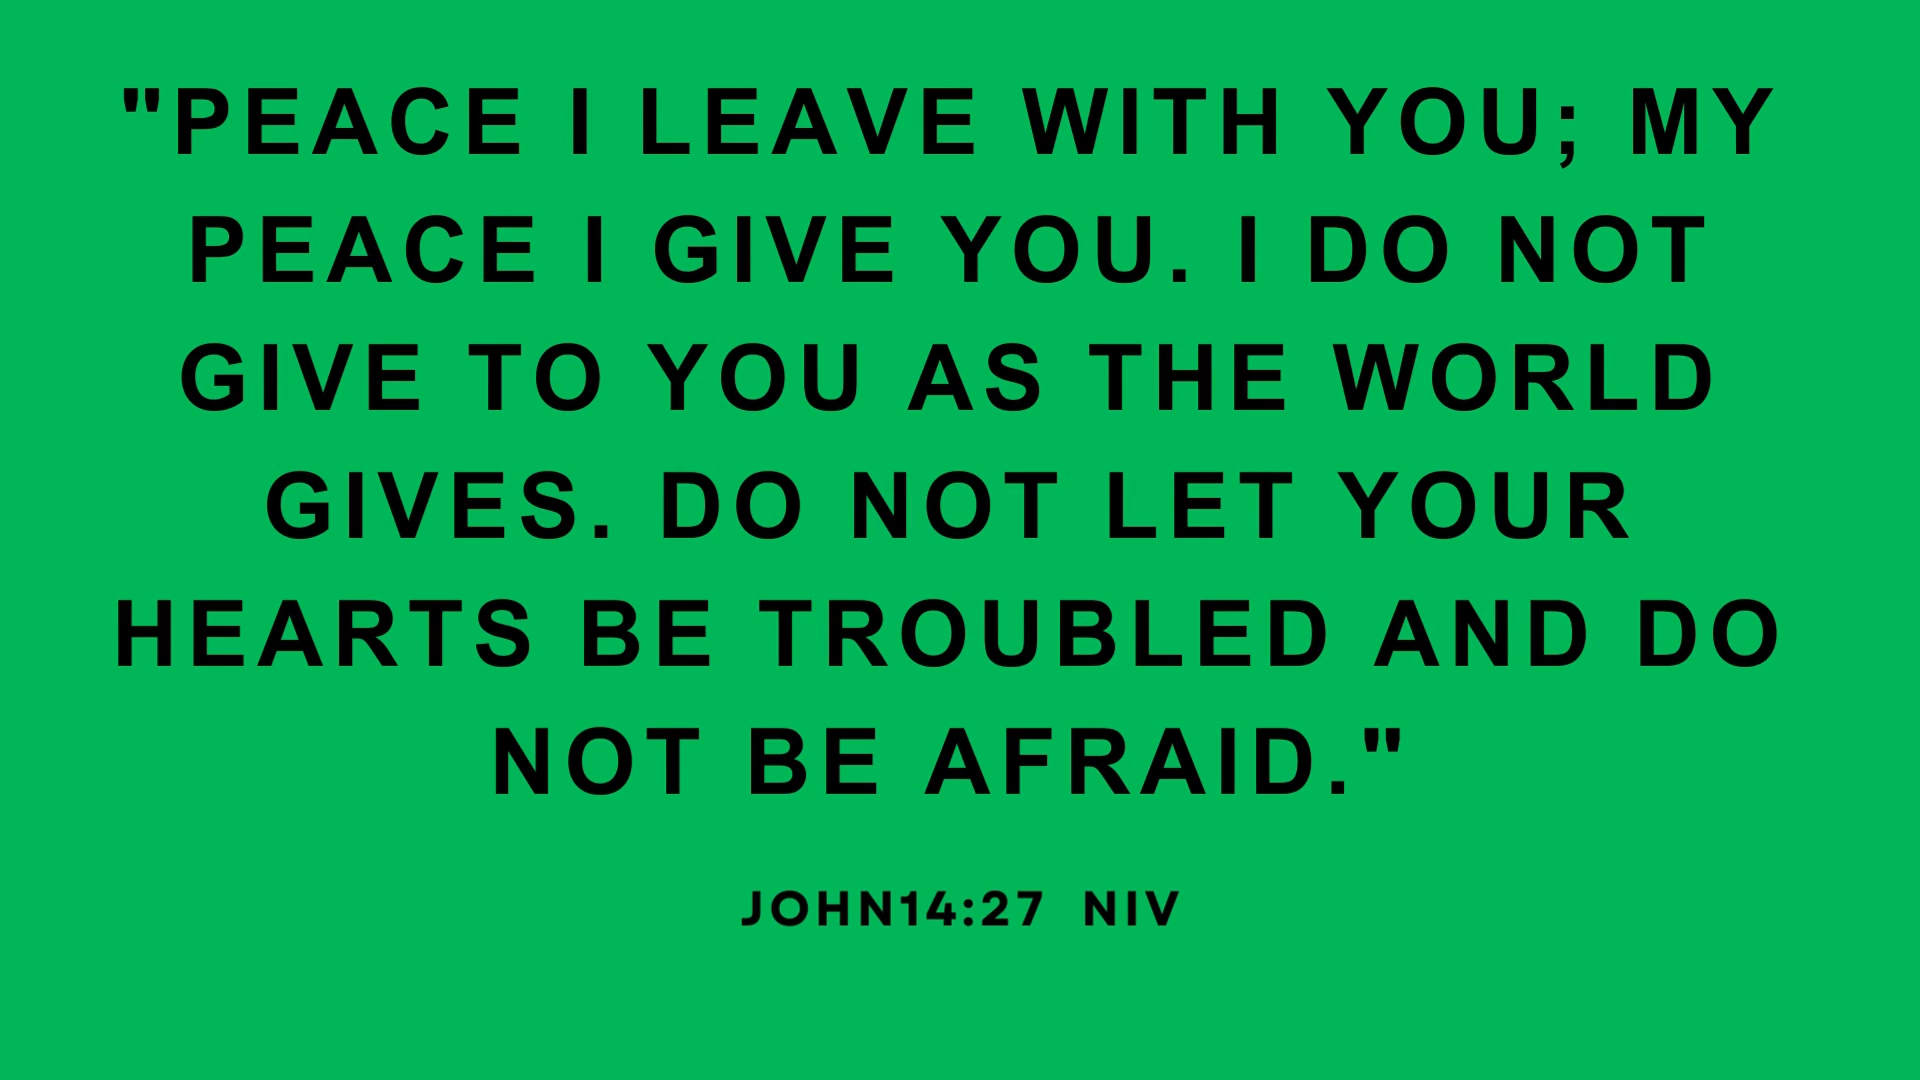 "PEACE I LEAVE WITH YOU; MY
PEACE I GIVE YOU. I DO NOT
GIVE TO YOU AS THE WORLD
GIVES. DO NOT LET YOUR
HEARTS BE TROUBLED AND DO
NOT BE AFRAID."
JOHN14:27 NIV